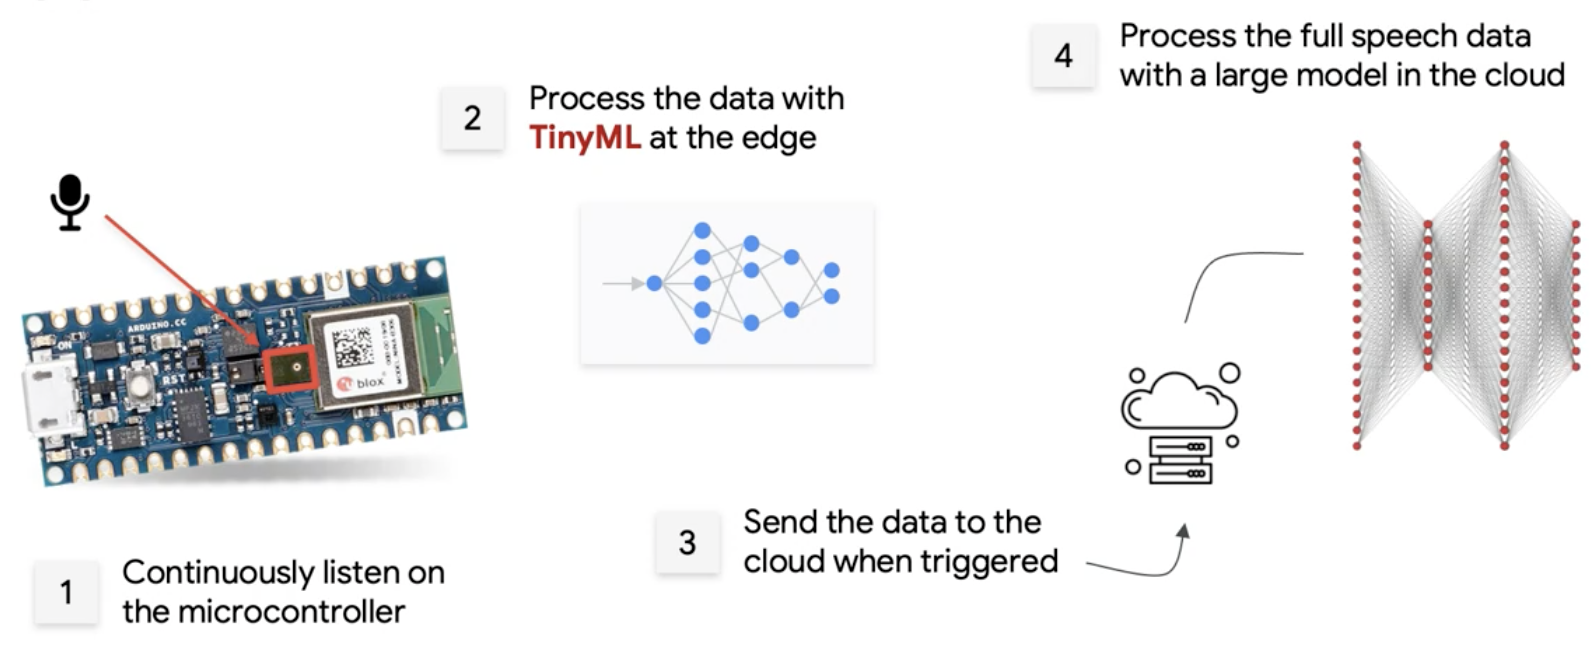 1
Continuously listen on
the microcontroller
2
Process the data with
TinyML at the edge
3
Send the data to the
cloud when triggered
4
Process the full speech data
with a large model in the cloud
ARDUINO.CC
ON
RST
blox